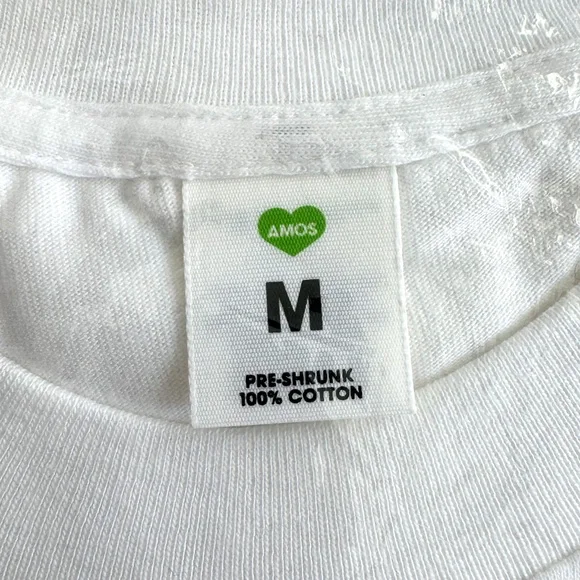 AMOS
M
PRE-SHRUNK
100% COTTON